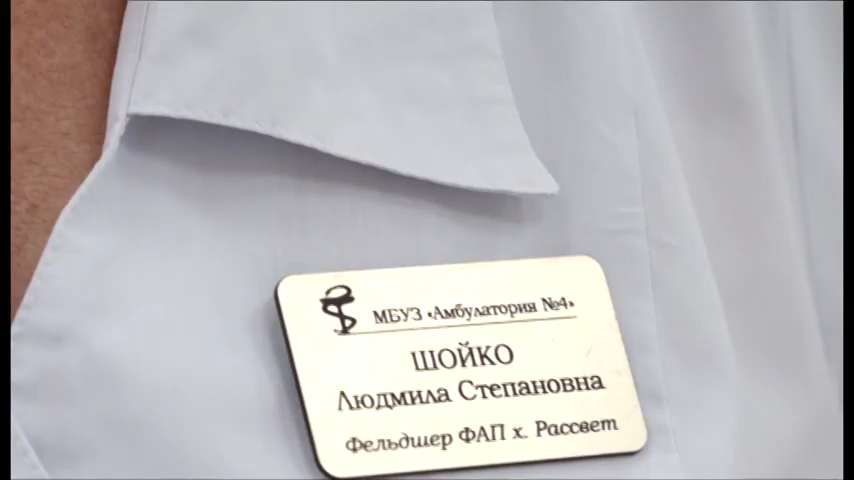 МБУЗ «Амбулатория №4»
ШОЙКО
Людмила Степановна
Фельдшер ФАП х. Рассвет